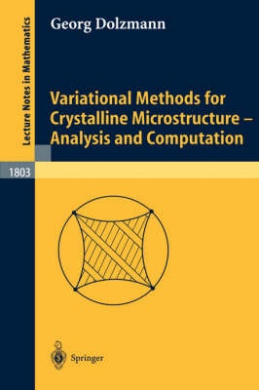 Georg Dolzmann
Lecture Notes in Mathematics
1803
Variational Methods for
Crystalline Microstructure –
Analysis and Computation
Springer